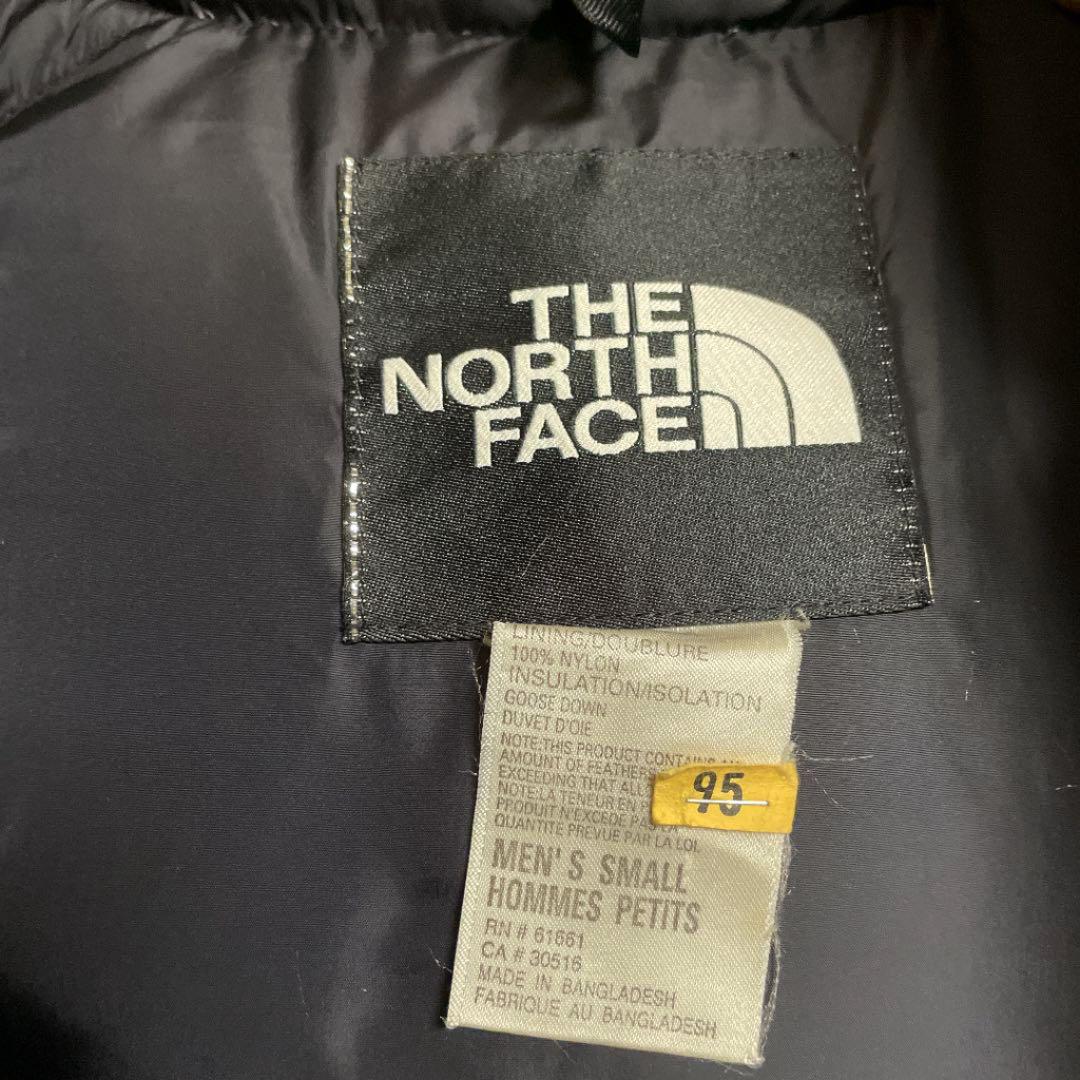 THE
NORTH
FACE
LINING/DOUBLURE
100% NYLON
INSULATION/ISOLATION
GOOSE DOWN
DUVET D'OIE
NOTE:THIS PRODUCT CONTAINS
AMOUNT OF FEATHER
EXCEEDING THAT
95
NOTE:LA TENEUR EN
PRODUIT N'EXCEDE PAS LA
QUANTITE PREVUE PAR LA LOI.
MEN'S SMALL
HOMMES PETITS
RN # 61661
CA # 30516
MADE IN BANGLADESH
FABRIQUE AU BANGLADESH